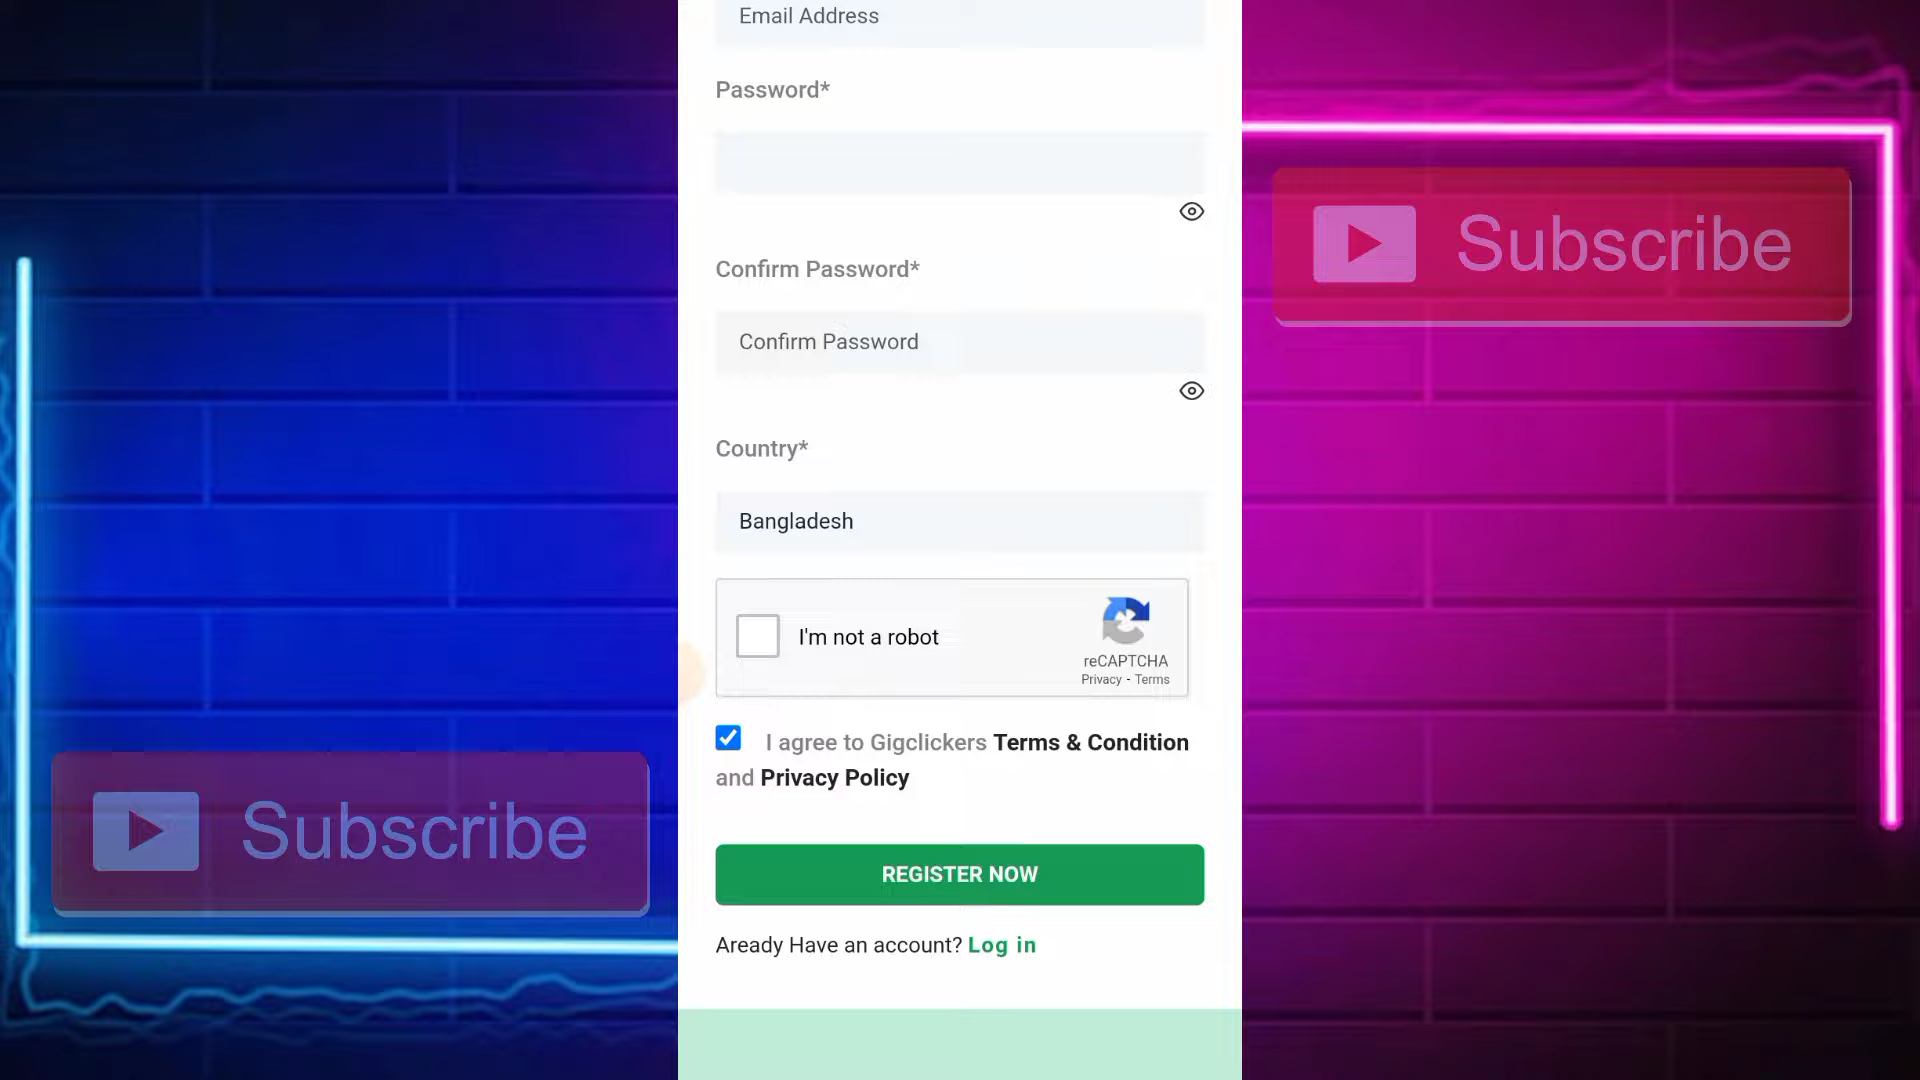 Email Address
Password*
Confirm Password*
Confirm Password
Country*
Bangladesh
I'm not a robot
reCAPTCHA
Privacy - Terms
I agree to Gigclickers Terms & Condition
and Privacy Policy
REGISTER NOW
Aready Have an account? Log in
Subscribe
Subscribe